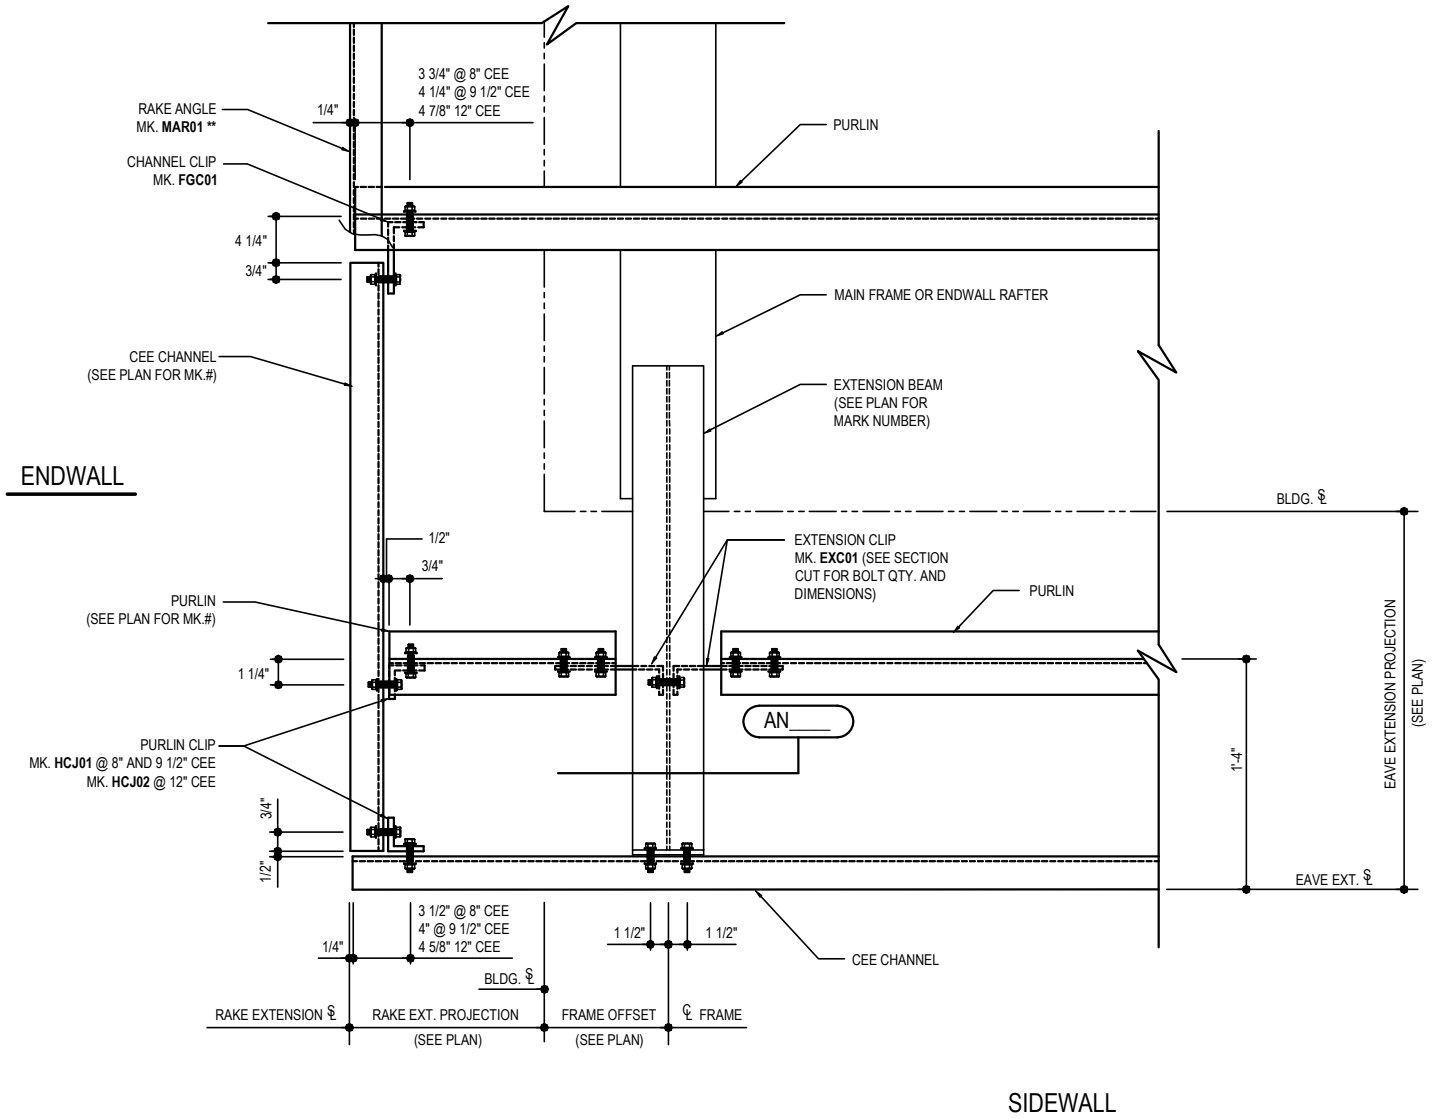 3 3/4" @ 8" CEE
4 1/4" @ 9 1/2" CEE
4 7/8" 12" CEE
1/4"
RAKE ANGLE
MK. MAR01 **
PURLIN
CHANNEL CLIP
MK. FGC01
4 1/4"
3/4"
MAIN FRAME OR ENDWALL RAFTER
CEE CHANNEL
(SEE PLAN FOR MK.#)
EXTENSION BEAM
(SEE PLAN FOR
MARK NUMBER)
ENDWALL
BLDG. SL
1/2"
3/4"
EXTENSION CLIP
MK. EXC01 (SEE SECTION
CUT FOR BOLT QTY. AND
DIMENSIONS)
PURLIN
(SEE PLAN FOR MK.#)
PURLIN
1 1/4"
EAVE EXTENSION PROJECTION
(SEE PLAN)
AN____
1'-4"
PURLIN CLIP
MK. HCJ01 @ 8" AND 9 1/2" CEE
MK. HCJ02 @ 12" CEE
3/4"
1/2"
EAVE EXT. SL
3 1/2" @ 8" CEE
4" @ 9 1/2" CEE
4 5/8" 12" CEE
1/4"
1 1/2"
1 1/2"
CEE CHANNEL
BLDG. SL
RAKE EXTENSION SL
RAKE EXT. PROJECTION
(SEE PLAN)
FRAME OFFSET
(SEE PLAN)
CL FRAME
SIDEWALL